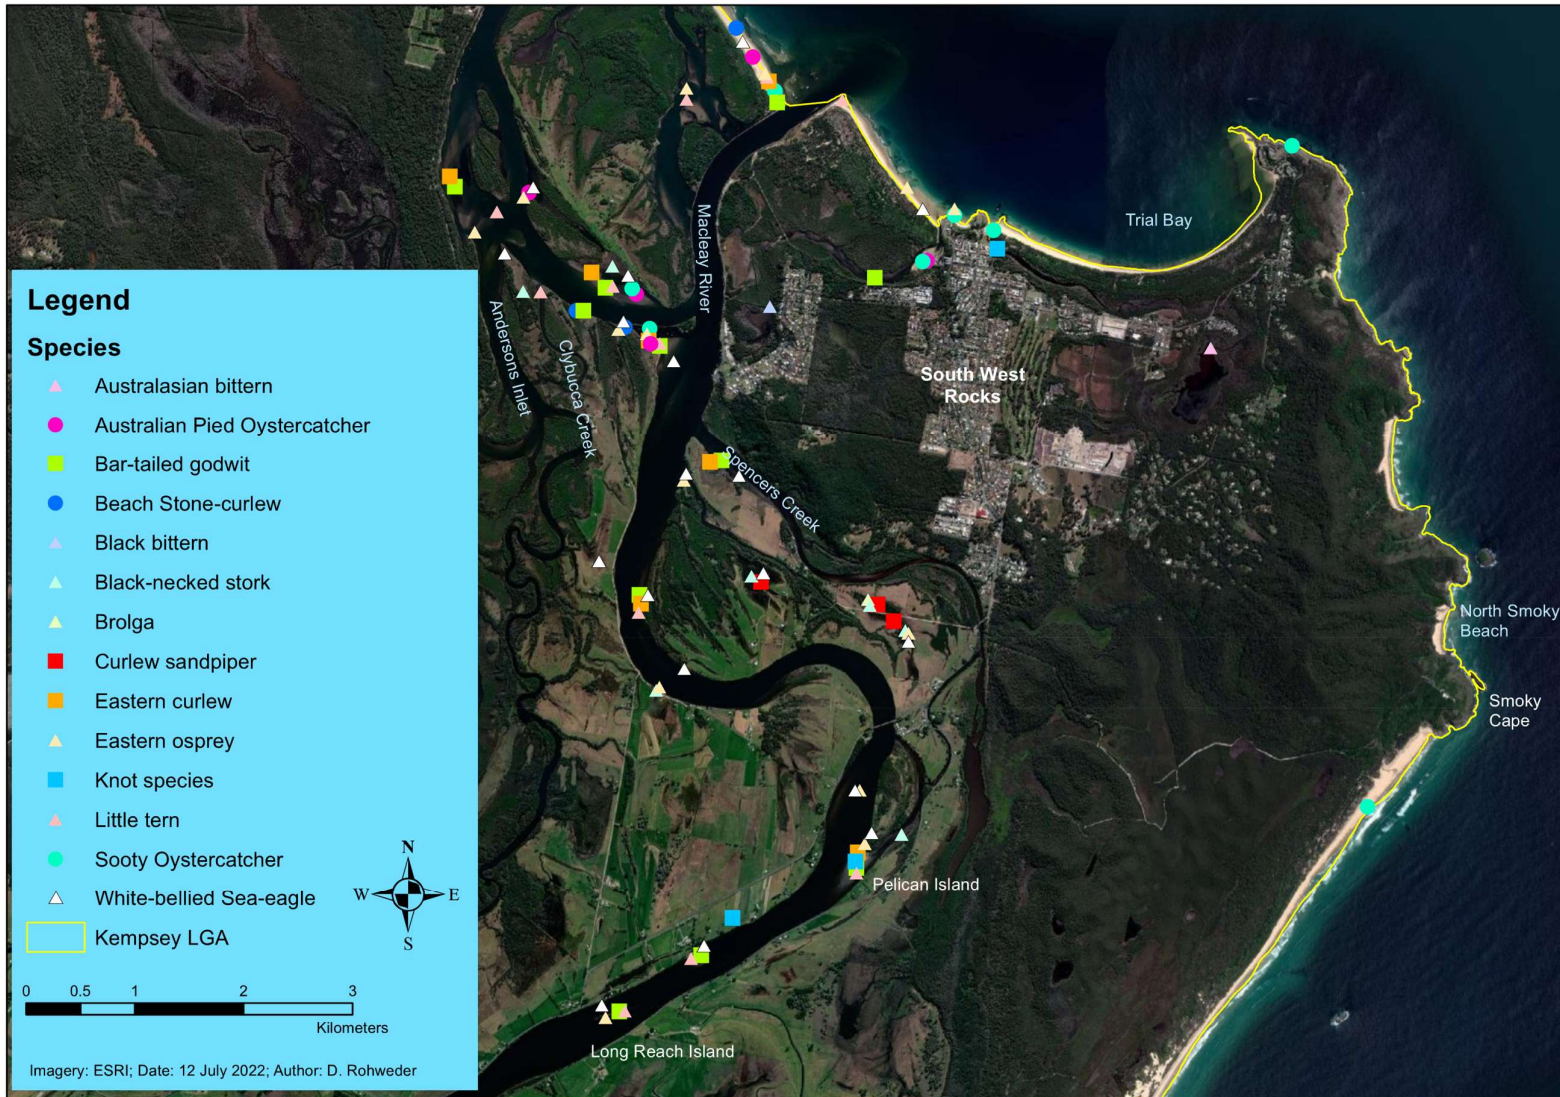 Legend
Species
Australasian bittern
Australian Pied Oystercatcher
Bar-tailed godwit
Beach Stone-curlew
Black bittern
Black-necked stork
Brolga
Curlew sandpiper
Eastern curlew
Eastern osprey
Knot species
Little tern
Sooty Oystercatcher
White-bellied Sea-eagle
Kempsey LGA
N
W E
S
0 0.5 1 2 3
Kilometers
Imagery: ESRI; Date: 12 July 2022; Author: D. Rohweder
Macleay River
Trial Bay
Andersons Inlet
Clybucca Creek
South West
Rocks
Spencers Creek
North Smoky
Beach
Smoky
Cape
Pelican Island
Long Reach Island